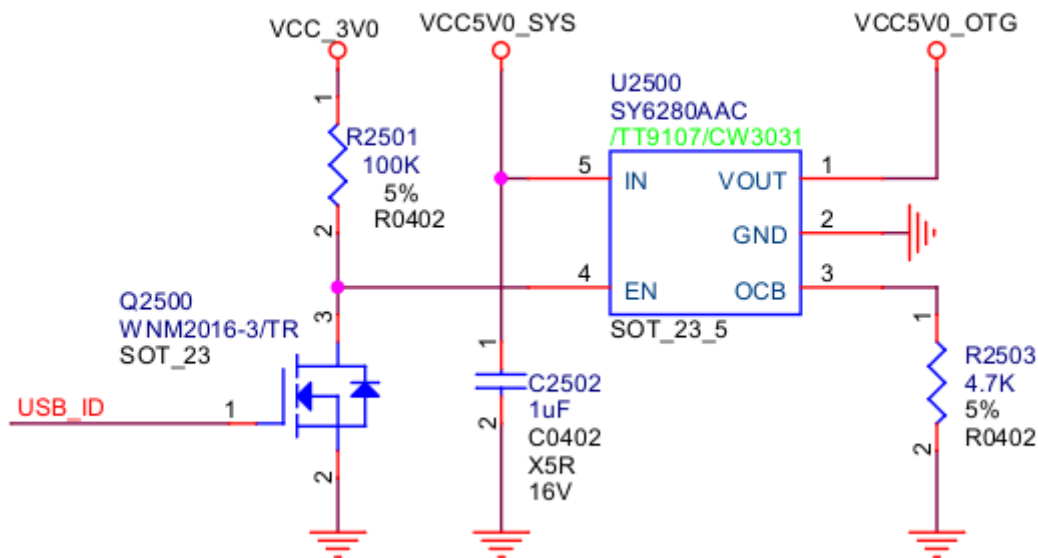 VCC_3V0
VCC5V0_SYS
VCC5V0_OTG
U2500
SY6280AAC
/TT9107/CW3031
1
R2501
100K
5%
R0402
2
5
IN
VOUT
1
GND
2
4
EN
OCB
3
SOT_23_5
Q2500
WNM2016-3/TR
SOT_23
3
USB_ID
1
2
1
C2502
1uF
C0402
X5R
16V
2
1
R2503
4.7K
5%
R0402
2